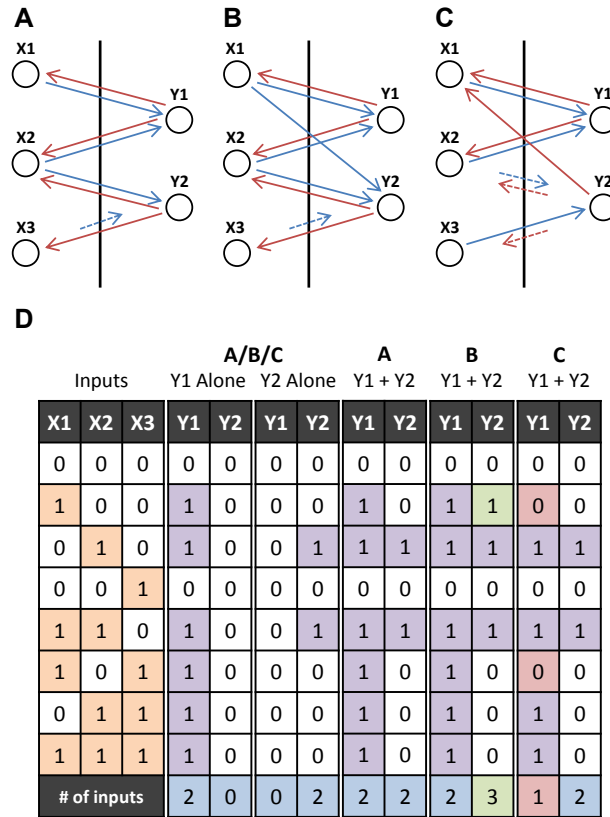 A B C
X1 X1 X1
Y1 Y1 Y1
X2 X2 X2
Y2 Y2 Y2
X3 X3 X3
D
A/B/C A B C
Inputs Y1 Alone Y2 Alone Y1 + Y2 Y1 + Y2 Y1 + Y2
X1 X2 X3 Y1 Y2 Y1 Y2 Y1 Y2 Y1 Y2 Y1 Y2
0 0 0 0 0 0 0 0 0 0 0 0 0
1 0 0 1 0 0 0 1 0 1 1 0 0
0 1 0 1 0 0 1 1 1 1 1 1 1
0 0 1 0 0 0 0 0 0 0 0 0 0
1 1 0 1 0 0 1 1 1 1 1 1 1
1 0 1 1 0 0 0 1 0 1 0 0 0
0 1 1 1 0 0 0 1 0 1 0 1 0
1 1 1 1 0 0 0 1 0 1 0 1 0
# of inputs 2 0 0 2 2 2 2 3 1 2